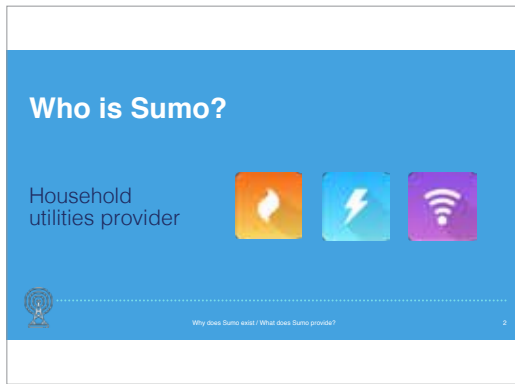 Who is Sumo?
Household
utilities provider
Why does Sumo exist / What does Sumo provide?
2